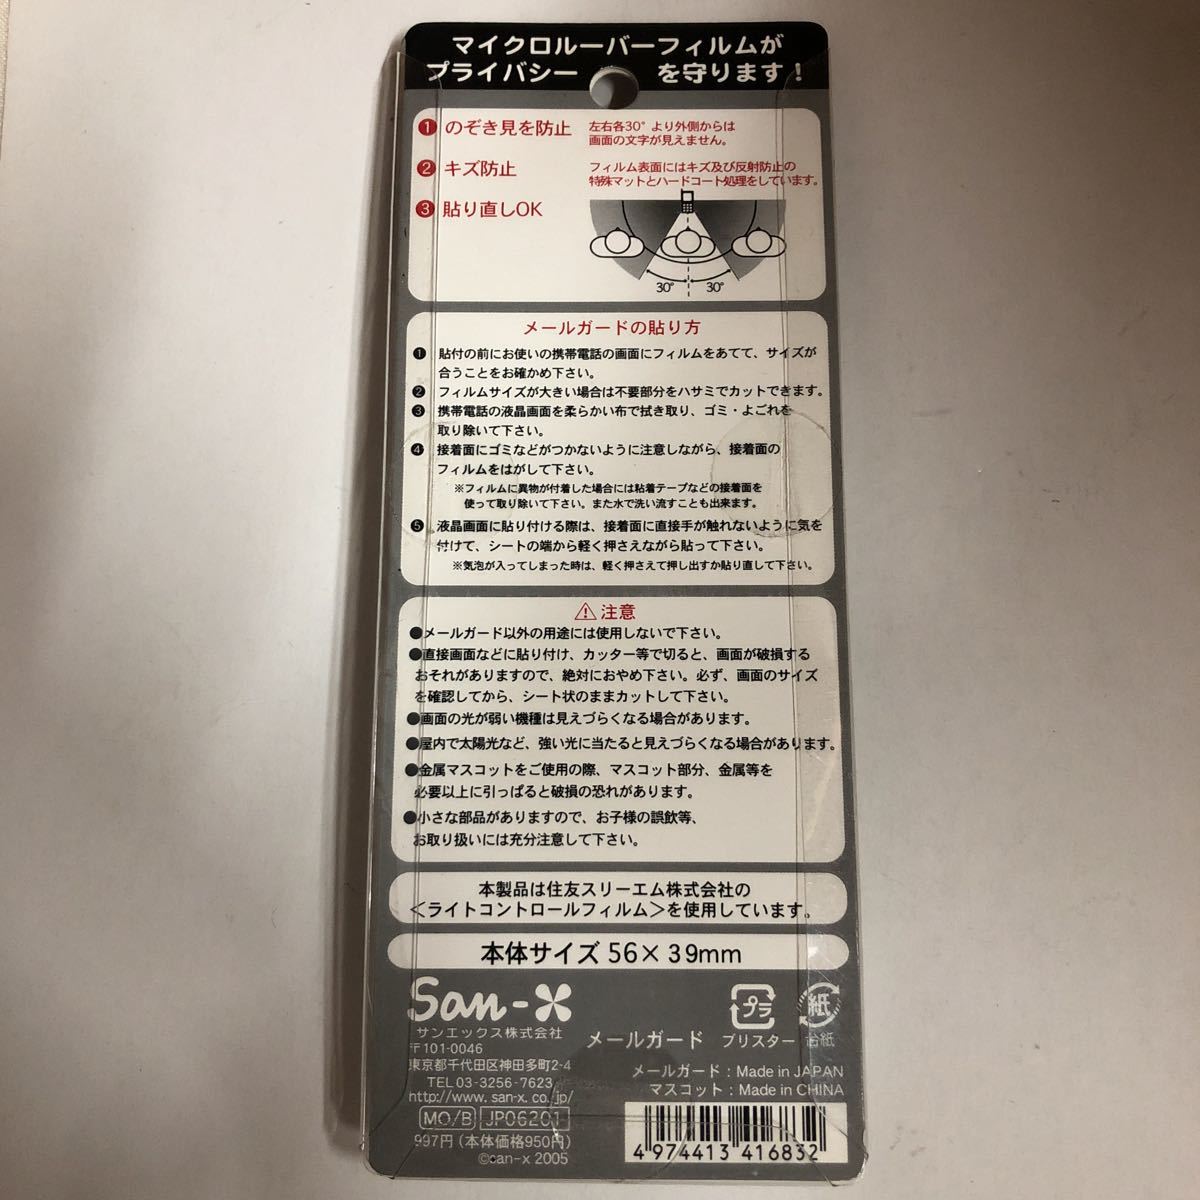 マイクロルーバーフィルムが
プライバシー を守ります!
1 のぞき見を防止 左右各30°より外側からは
画面の文字が見えません。
2 キズ防止 フィルム表面にはキズ及び反射防止の
特殊マットとハードコート処理をしています。
3 貼り直しOK
30° 30°
メールガードの貼り方
1 貼付の前にお使いの携帯電話の画面にフィルムをあてて、サイズが
合うことをお確かめ下さい。
2 フィルムサイズが大きい場合は不要部分をハサミでカットできます。
3 携帯電話の液晶画面を柔らかい布で拭き取り、ゴミ・よごれを
取り除いて下さい。
4 接着面にゴミなどがつかないように注意しながら、接着面の
フィルムをはがして下さい。
※フィルムに異物が付着した場合には粘着テープなどの接着面を
使って取り除いて下さい。また水で洗い流すことも出来ます。
5 液晶画面に貼り付ける際は、接着面に直接手が触れないように気を
付けて、シートの端から軽く押さえながら貼って下さい。
※気泡が入ってしまった時は、軽く押さえて押し出すか貼り直して下さい。
⚠注意
●メールガード以外の用途には使用しないで下さい。
●直接画面などに貼り付け、カッター等で切ると、画面が破損する
おそれがありますので、絶対におやめ下さい。必ず、画面のサイズ
を確認してから、シート状のままカットして下さい。
●画面の光が弱い機種は見えづらくなる場合があります。
●屋内で太陽光など、強い光に当たると見えづらくなる場合があります。
●金属マスコットをご使用の際、マスコット部分、金属等を
必要以上に引っぱると破損の恐れがあります。
●小さな部品がありますので、お子様の誤飲等、
お取り扱いには充分注意して下さい。
本製品は住友スリーエム株式会社の
<ライトコントロールフィルム>を使用しています。
本体サイズ 56×39mm
San-X
サンエックス株式会社
〒101-0046
東京都千代田区神田多町2-4
TEL 03-3256-7623
http://www.san-x.co.jp/
MO/B JP06201
997円(本体価格950円)
©san-x 2005
メールガード
プラ
ブリスター
紙
台紙
メールガード:Made in JAPAN
マスコット:Made in CHINA
4 974413 416832